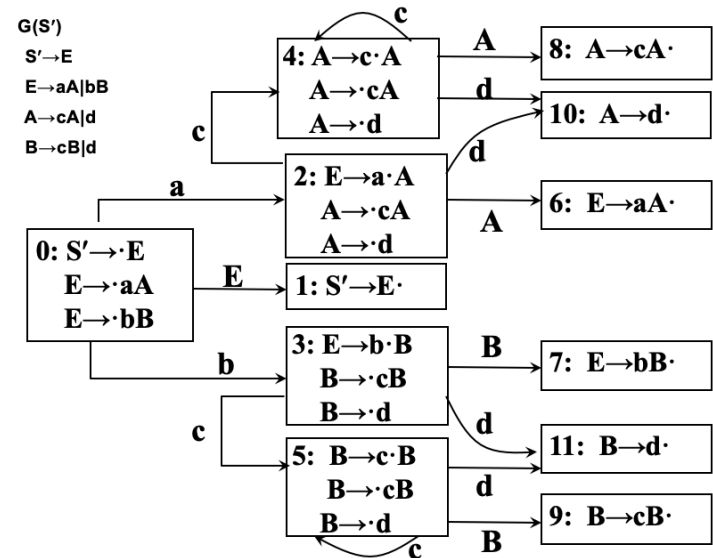 G(S′)
S′→E
E→aA|bB
A→cA|d
B→cB|d
c
4: A→c·A
A→·cA
A→·d
A
8: A→cA·
d
10: A→d·
c
d
2: E→a·A
A→·cA
A→·d
a
A
6: E→aA·
0: S′→·E
E→·aA
E→·bB
E
1: S′→E·
b
3: E→b·B
B→·cB
B→·d
B
7: E→bB·
c
d
11: B→d·
5: B→c·B
B→·cB
B→·d
d
B
9: B→cB·
c